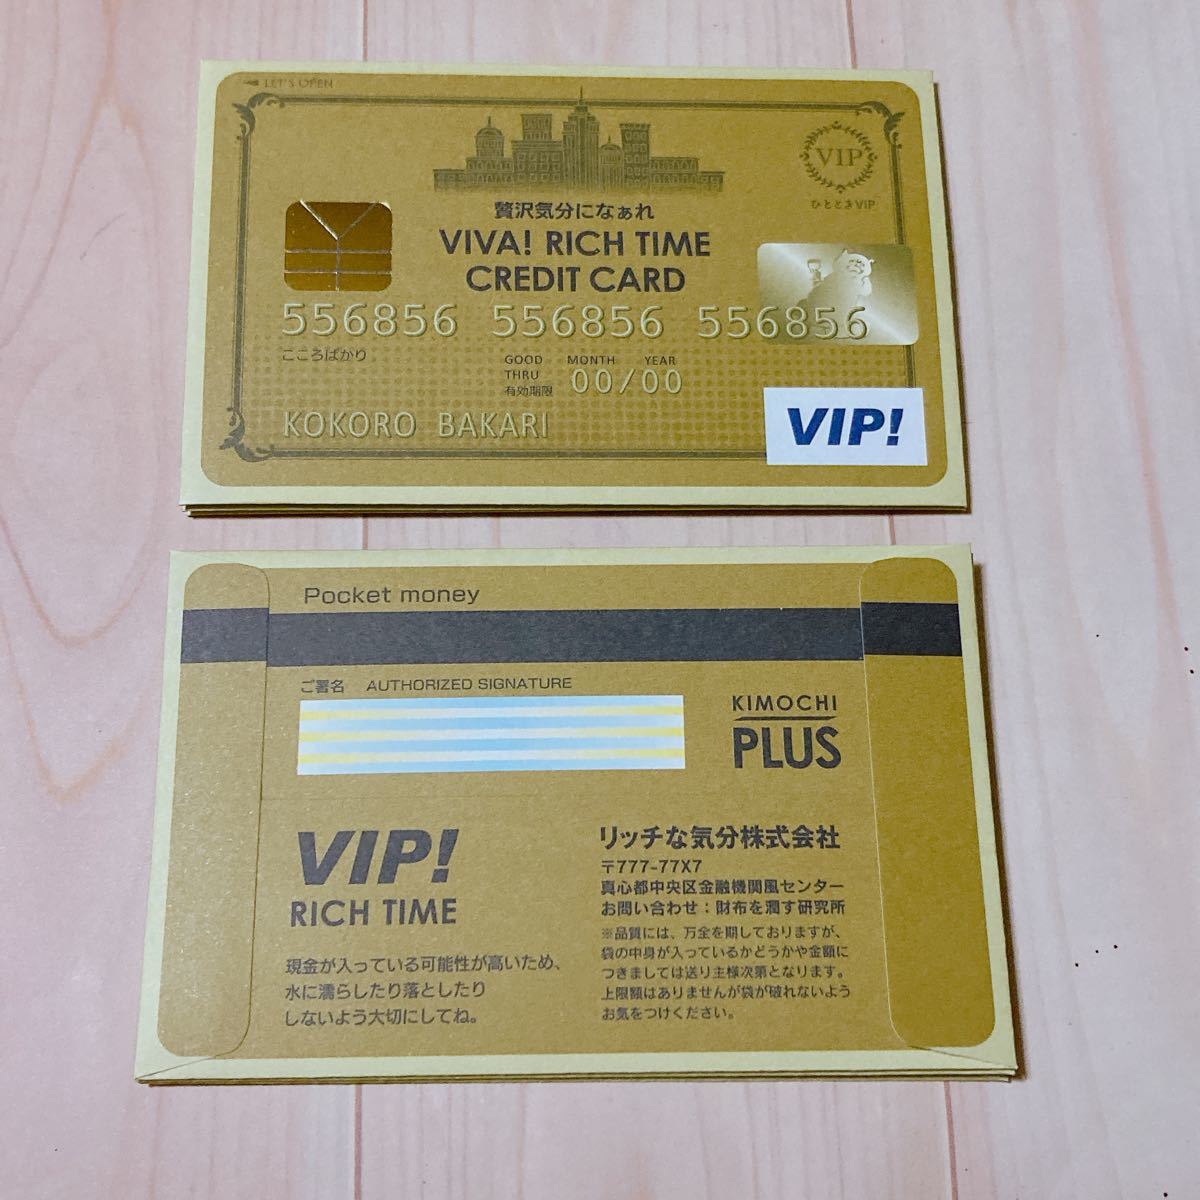 LET'S OPEN
VIP
ひとときVIP
贅沢気分になぁれ
VIVA! RICH TIME
CREDIT CARD
556856 556856 556856
こころばかり
GOOD THRU MONTH YEAR
有効期限 00/00
KOKORO BAKARI
VIP!
Pocket money
ご署名 AUTHORIZED SIGNATURE
KIMOCHI
PLUS
VIP!
RICH TIME
現金が入っている可能性が高いため、
水に濡らしたり落としたり
しないよう大切にしてね。
リッチな気分株式会社
〒777-77X7
真心都中央区金融機関風センター
お問い合わせ：財布を潤す研究所
※品質には、万全を期しておりますが、
袋の中身が入っているかどうかや金額に
つきましては送り主様次第となります。
上限額はありませんが袋が破れないよう
お気をつけください。